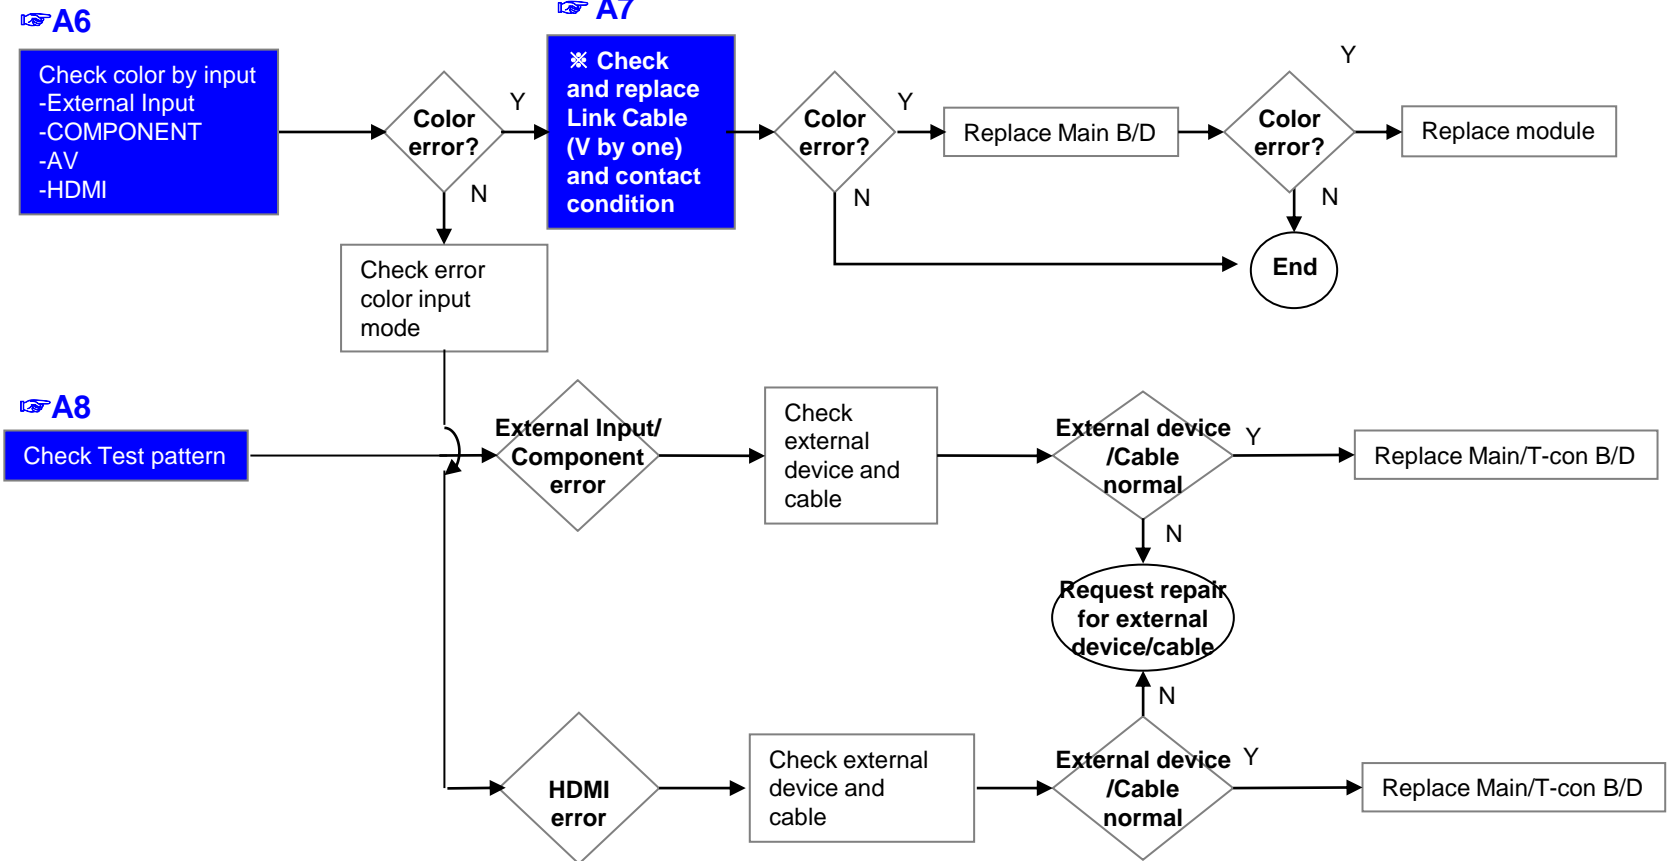 ☞A6
☞ A7
Check color by input
-External Input
-COMPONENT
-AV
-HDMI
Color
error?
Y
N
※ Check
and replace
Link Cable
(V by one)
and contact
condition
Color
error?
Y
N
Replace Main B/D
Color
error?
Y
N
Replace module
End
Check error
color input
mode
☞A8
Check Test pattern
External Input/
Component
error
Check
external
device and
cable
External device
/Cable
normal
Y
N
Replace Main/T-con B/D
Request repair
for external
device/cable
N
HDMI
error
Check external
device and
cable
External device
/Cable
normal
Y
Replace Main/T-con B/D